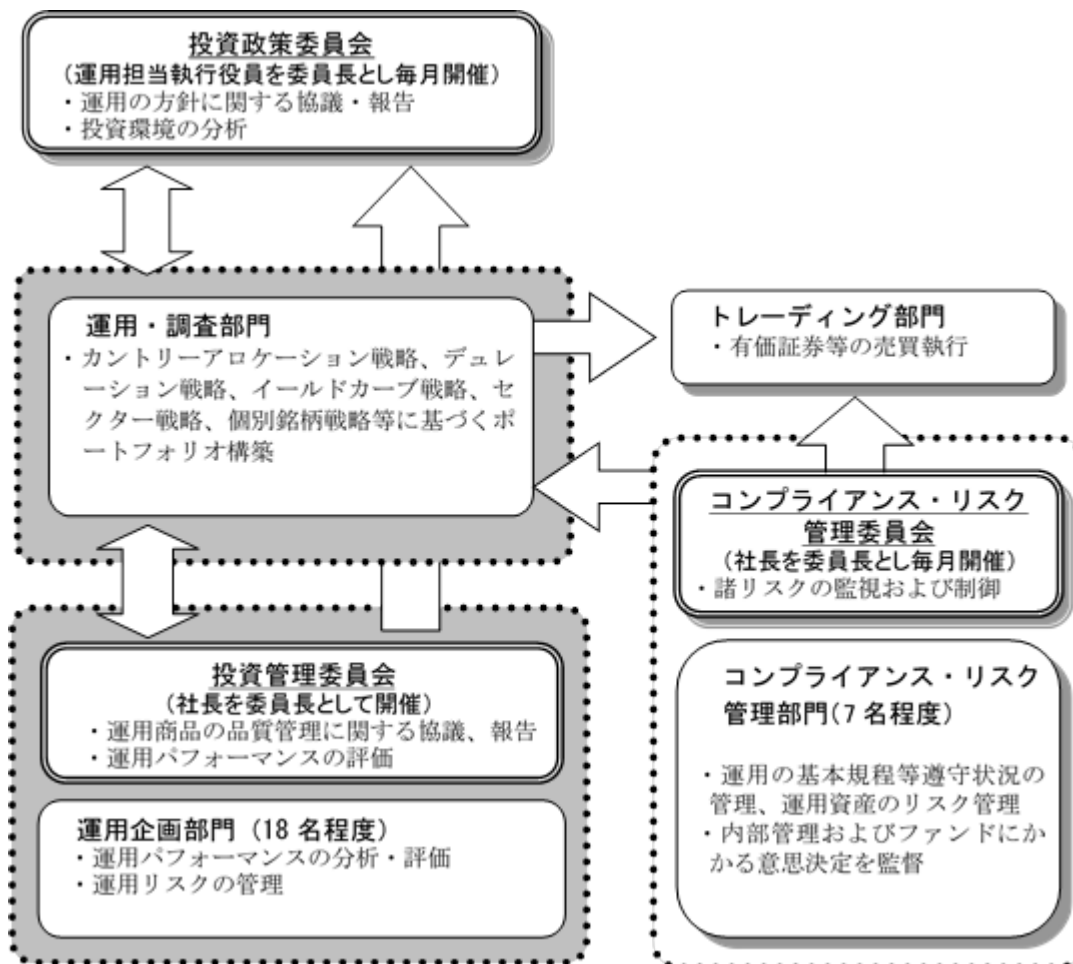 投資政策委員会
(運用担当執行役員を委員長とし毎月開催)
・運用の方針に関する協議・報告
・投資環境の分析
運用・調査部門
・カントリーアロケーション戦略、デュレ
ーション戦略、イールドカーブ戦略、セ
クター戦略、個別銘柄戦略等に基づくポ
ートフォリオ構築
トレーディング部門
・有価証券等の売買執行
コンプライアンス・リスク
管理委員会
(社長を委員長とし毎月開催)
・諸リスクの監視および制御
投資管理委員会
(社長を委員長として開催)
・運用商品の品質管理に関する協議、報告
・運用パフォーマンスの評価
運用企画部門(18 名程度)
・運用パフォーマンスの分析・評価
・運用リスクの管理
コンプライアンス・リスク
管理部門(7 名程度)
・運用の基本規程等遵守状況の
管理、運用資産のリスク管理
・内部管理およびファンドにか
かる意思決定を監督